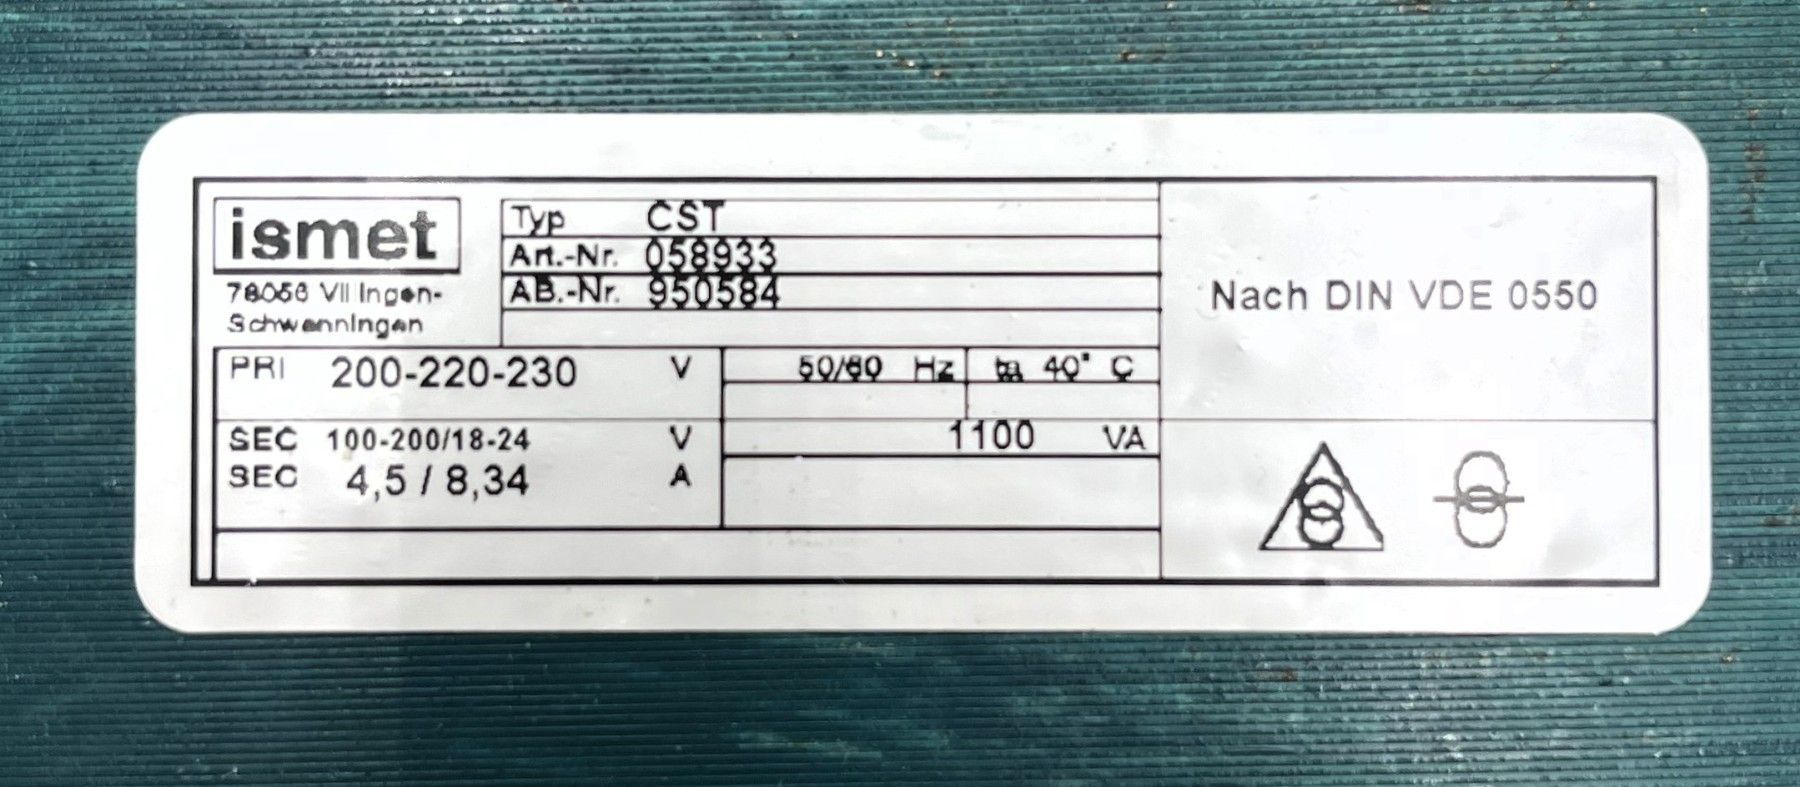 ismet
78056 Villingen-
Schwenningen
Typ CST
Art.-Nr. 058933
AB.-Nr. 950584
PRI 200-220-230 V 50/60 Hz ta 40° C
SEC 100-200/18-24 V 1100 VA
SEC 4,5 / 8,34 A
Nach DIN VDE 0550